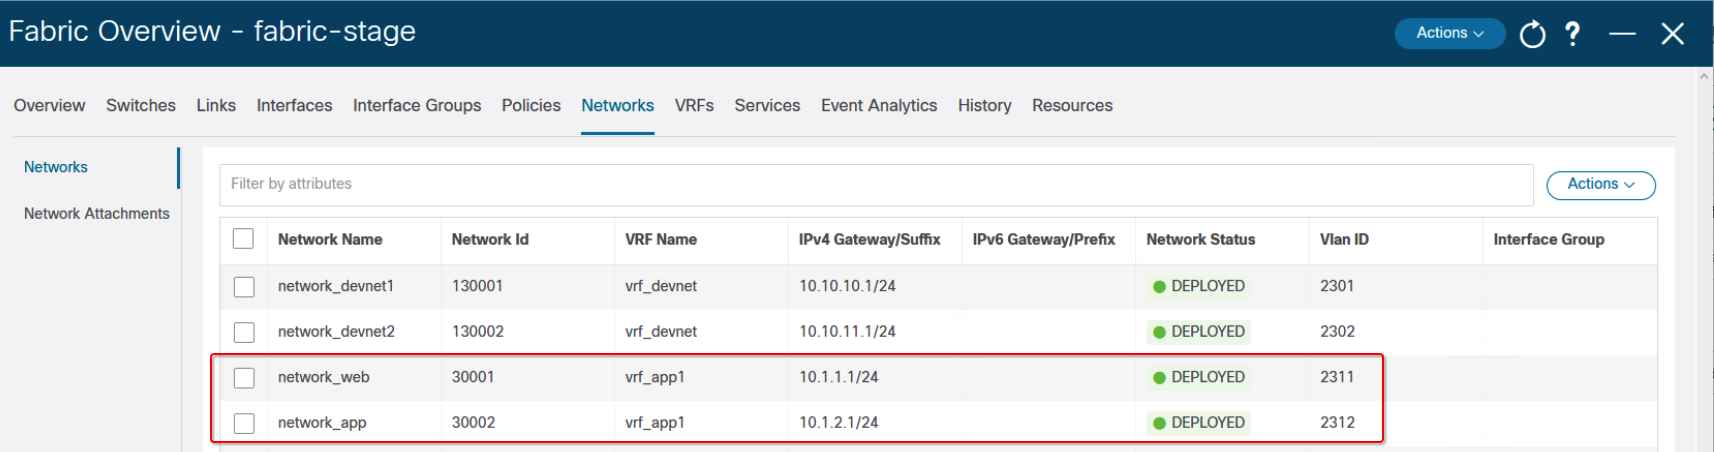 Fabric Overview - fabric-stage
Actions
?
Overview Switches Links Interfaces Interface Groups Policies Networks VRFs Services Event Analytics History Resources
Networks
Network Attachments
Filter by attributes
Actions
Network Name Network Id VRF Name IPv4 Gateway/Suffix IPv6 Gateway/Prefix Network Status Vlan ID Interface Group
network_devnet1 130001 vrf_devnet 10.10.10.1/24 DEPLOYED 2301
network_devnet2 130002 vrf_devnet 10.10.11.1/24 DEPLOYED 2302
network_web 30001 vrf_app1 10.1.1.1/24 DEPLOYED 2311
network_app 30002 vrf_app1 10.1.2.1/24 DEPLOYED 2312